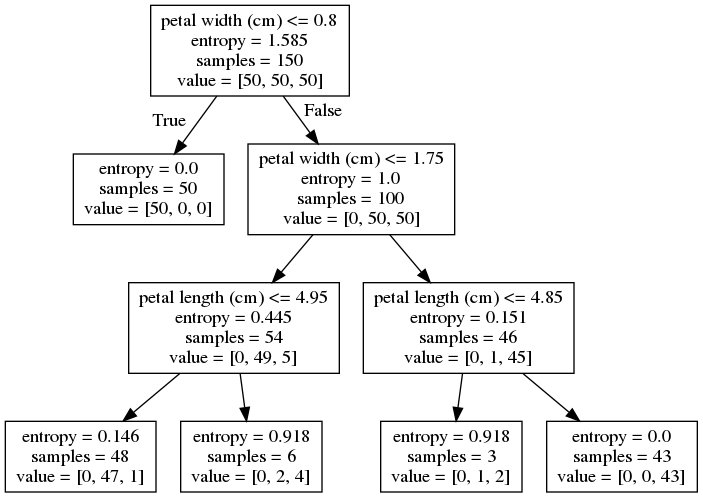 petal width (cm) <= 0.8
entropy = 1.585
samples = 150
value = [50, 50, 50]
True
False
entropy = 0.0
samples = 50
value = [50, 0, 0]
petal width (cm) <= 1.75
entropy = 1.0
samples = 100
value = [0, 50, 50]
petal length (cm) <= 4.95
entropy = 0.445
samples = 54
value = [0, 49, 5]
petal length (cm) <= 4.85
entropy = 0.151
samples = 46
value = [0, 1, 45]
entropy = 0.146
samples = 48
value = [0, 47, 1]
entropy = 0.918
samples = 6
value = [0, 2, 4]
entropy = 0.918
samples = 3
value = [0, 1, 2]
entropy = 0.0
samples = 43
value = [0, 0, 43]